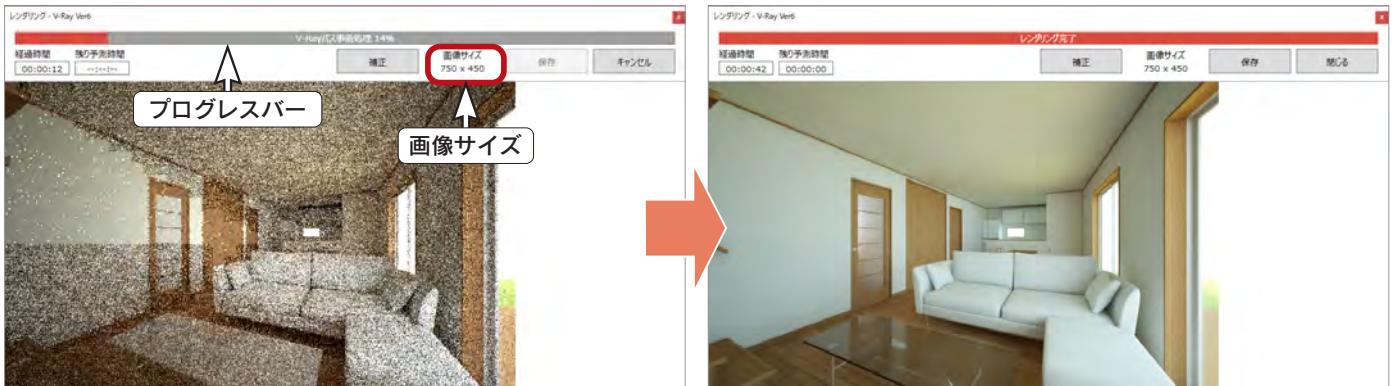 レンダリング - V-Ray Ver6
V-Rayパス事前処理 14%
経過時間 残り予測時間
00:00:12 --:--:--
補正
画像サイズ
750 x 450
保存
キャンセル
プログレスバー
画像サイズ
レンダリング - V-Ray Ver6
レンダリング完了
経過時間 残り予測時間
00:00:42 00:00:00
補正
画像サイズ
750 x 450
保存
閉じる